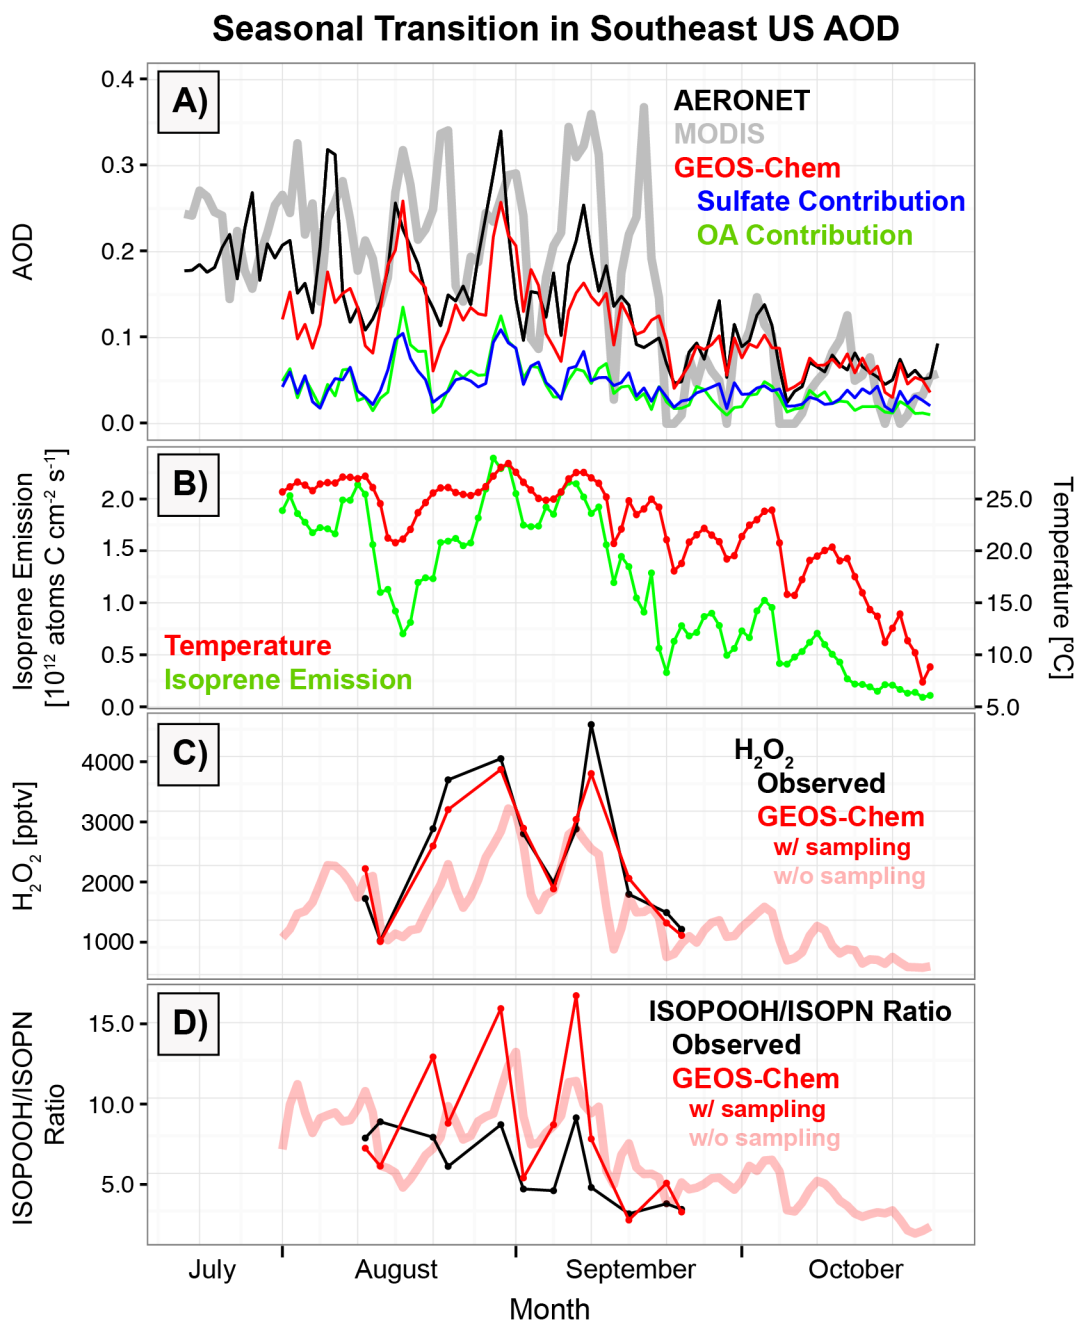 Seasonal Transition in Southeast US AOD
A)
AERONET
MODIS
GEOS-Chem
Sulfate Contribution
OA Contribution
AOD
0.4
0.3
0.2
0.1
0.0
B)
Temperature
Isoprene Emission
Isoprene Emission
[10¹² atoms C cm⁻² s⁻¹]
2.0
1.5
1.0
0.5
0.0
25.0
20.0
15.0
10.0
5.0
Temperature [ºC]
C)
H₂O₂
Observed
GEOS-Chem
w/ sampling
w/o sampling
H₂O₂ [pptv]
4000
3000
2000
1000
D)
ISOPOOH/ISOPN Ratio
Observed
GEOS-Chem
w/ sampling
w/o sampling
ISOPOOH/ISOPN
Ratio
15.0
10.0
5.0
July August September October
Month